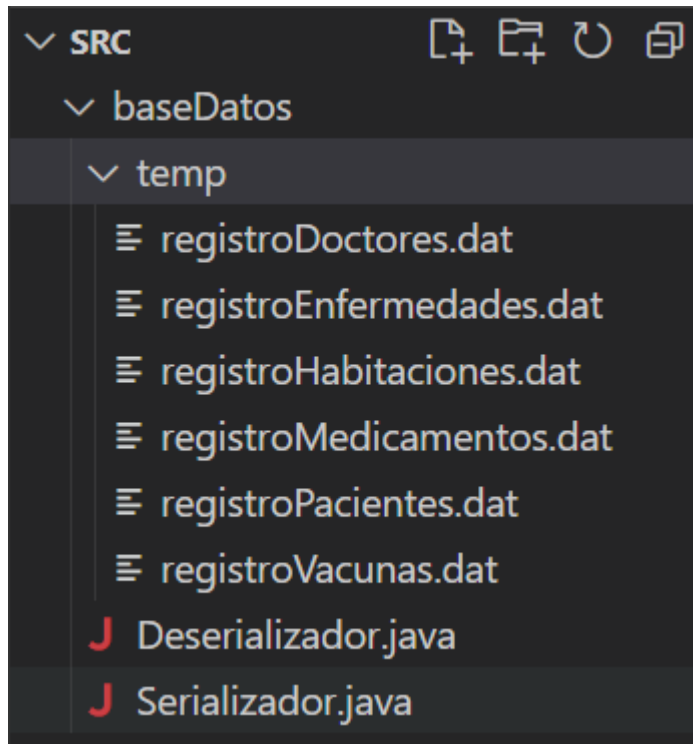 SRC
baseDatos
temp
registroDoctores.dat
registroEnfermedades.dat
registroHabitaciones.dat
registroMedicamentos.dat
registroPacientes.dat
registroVacunas.dat
J Deserializador.java
J Serializador.java